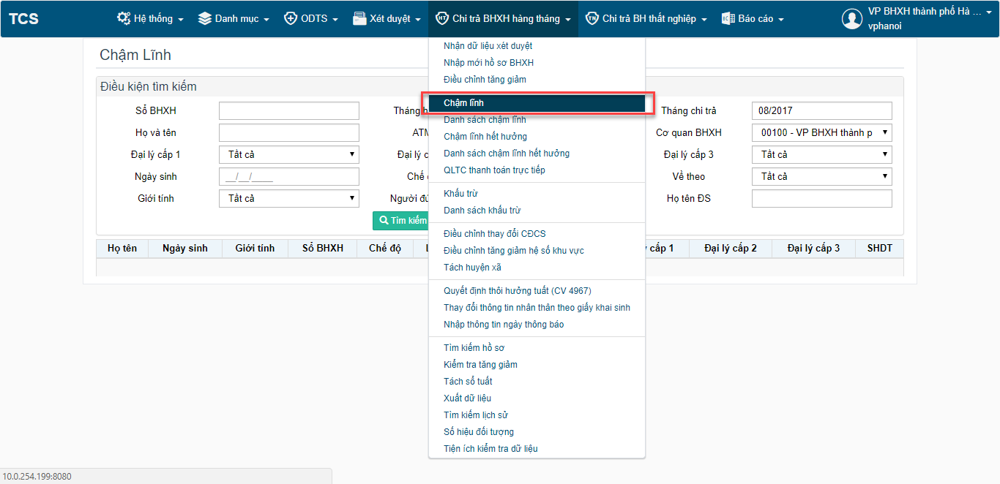 TCS
Hệ thống
Danh mục
ODTS
Xét duyệt
HT Chi trả BHXH hàng tháng
TN Chi trả BH thất nghiệp
Báo cáo
VP BHXH thành phố Hà ...
vphanoi
Chậm Lĩnh
Điều kiện tìm kiếm
Số BHXH
Tháng
Tháng chi trả
08/2017
Họ và tên
Cơ quan BHXH
00100 - VP BHXH thành p
Đại lý cấp 1
Tất cả
Đại lý
Đại lý cấp 3
Tất cả
Ngày sinh
__/__/____
Chế
Về theo
Tất cả
Giới tính
Tất cả
Người
Họ tên ĐS
Tìm kiếm
Họ tên
Ngày sinh
Giới tính
Số BHXH
Chế độ
cấp 1
Đại lý cấp 2
Đại lý cấp 3
SHDT
Nhận dữ liệu xét duyệt
Nhập mới hồ sơ BHXH
Điều chỉnh tăng giảm
Chậm lĩnh
Danh sách chậm lĩnh
Chậm lĩnh hết hưởng
Danh sách chậm lĩnh hết hưởng
QLTC thanh toán trực tiếp
Khấu trừ
Danh sách khấu trừ
Điều chỉnh thay đổi CĐCS
Điều chỉnh tăng giảm hệ số khu vực
Tách huyện xã
Quyết định thôi hưởng tuất (CV 4967)
Thay đổi thông tin nhân thân theo giấy khai sinh
Nhập thông tin ngày thông báo
Tìm kiếm hồ sơ
Kiểm tra tăng giảm
Tách sổ tuất
Xuất dữ liệu
Tìm kiếm lịch sử
Số hiệu đối tượng
Tiện ích kiểm tra dữ liệu
10.0.254.199:8080